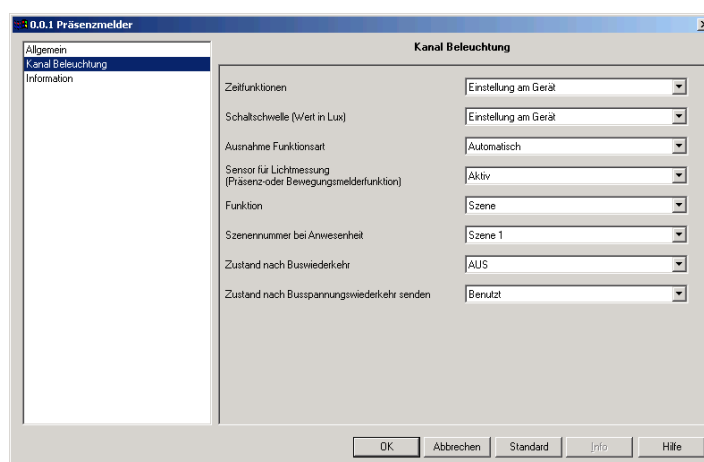 0.0.1 Präsenzmelder
Allgemein
Kanal Beleuchtung
Information
Kanal Beleuchtung
Zeitfunktionen
Einstellung am Gerät
Schaltschwelle (Wert in Lux)
Einstellung am Gerät
Ausnahme Funktionsart
Automatisch
Sensor für Lichtmessung
(Präsenz-oder Bewegungsmelderfunktion)
Aktiv
Funktion
Szene
Szenennummer bei Anwesenheit
Szene 1
Zustand nach Buswiederkehr
AUS
Zustand nach Busspannungswiederkehr senden
Benutzt
OK
Abbrechen
Standard
Info
Hilfe